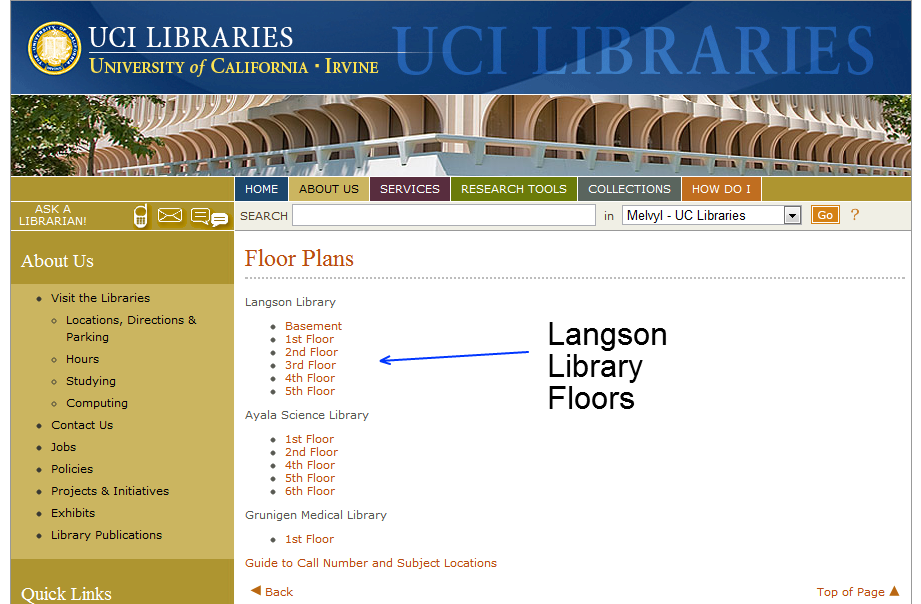 UCI LIBRARIES
UNIVERSITY of CALIFORNIA · IRVINE
UCI LIBRARIES
HOME
ABOUT US
SERVICES
RESEARCH TOOLS
COLLECTIONS
HOW DO I
ASK A
LIBRARIAN!
SEARCH
in
Melvyl - UC Libraries
Go
?
About Us
Visit the Libraries
Locations, Directions &
Parking
Hours
Studying
Computing
Contact Us
Jobs
Policies
Projects & Initiatives
Exhibits
Library Publications
Quick Links
Floor Plans
Langson Library
Basement
1st Floor
2nd Floor
3rd Floor
4th Floor
5th Floor
Langson
Library
Floors
Ayala Science Library
1st Floor
2nd Floor
4th Floor
5th Floor
6th Floor
Grunigen Medical Library
1st Floor
Guide to Call Number and Subject Locations
Back
Top of Page